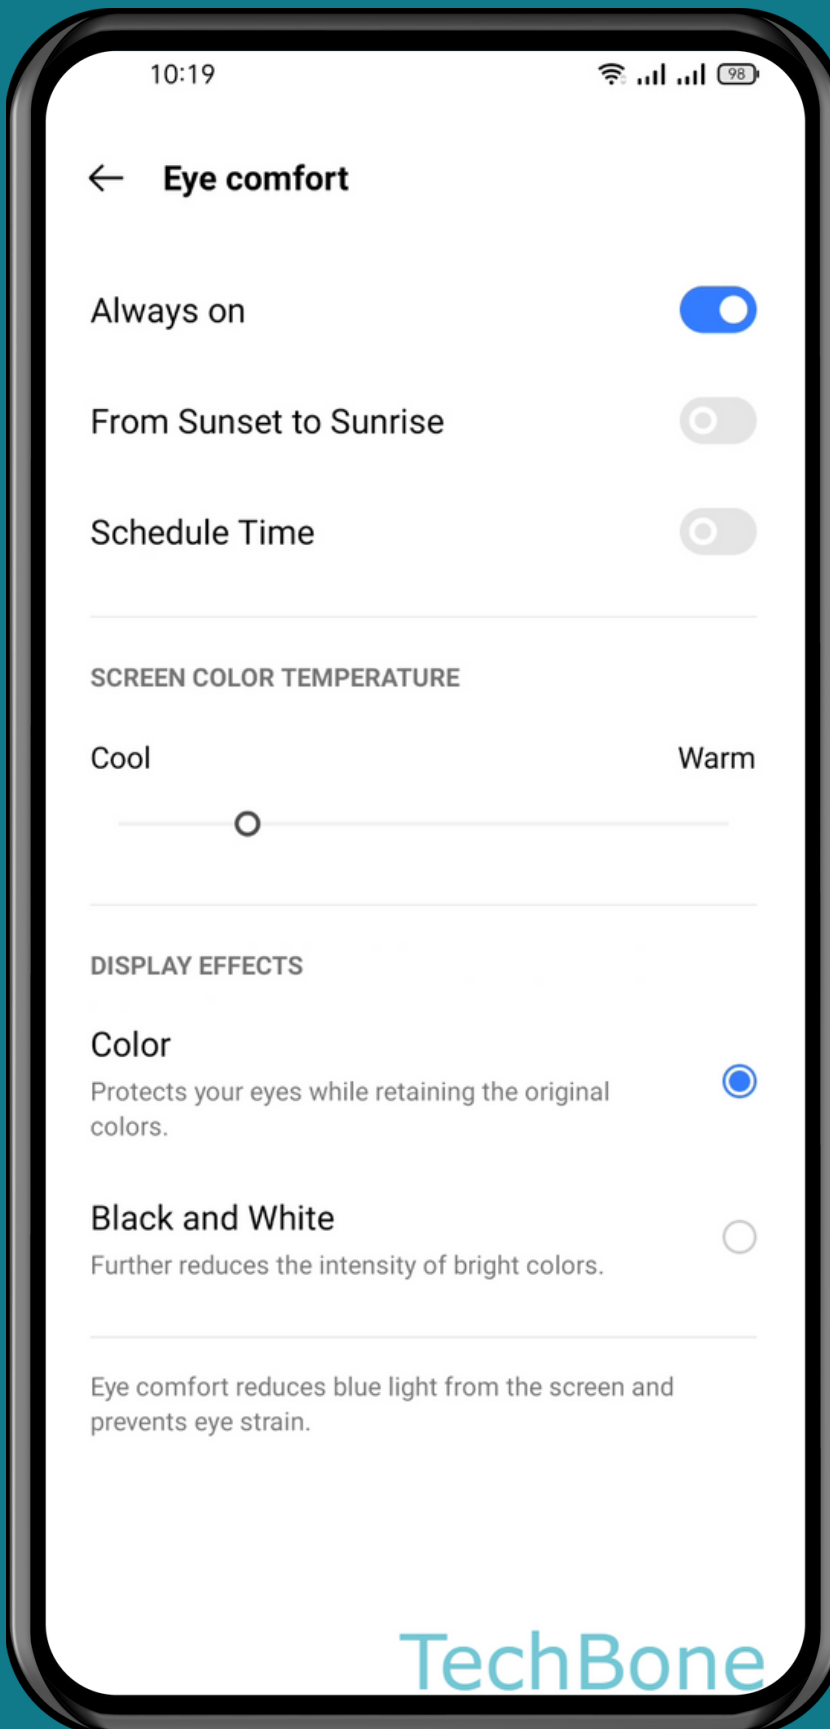 10:19 98
Eye comfort
Always on
From Sunset to Sunrise
Schedule Time
SCREEN COLOR TEMPERATURE
Cool Warm
DISPLAY EFFECTS
Color
Protects your eyes while retaining the original
colors.
Black and White
Further reduces the intensity of bright colors.
Eye comfort reduces blue light from the screen and
prevents eye strain.
TechBone